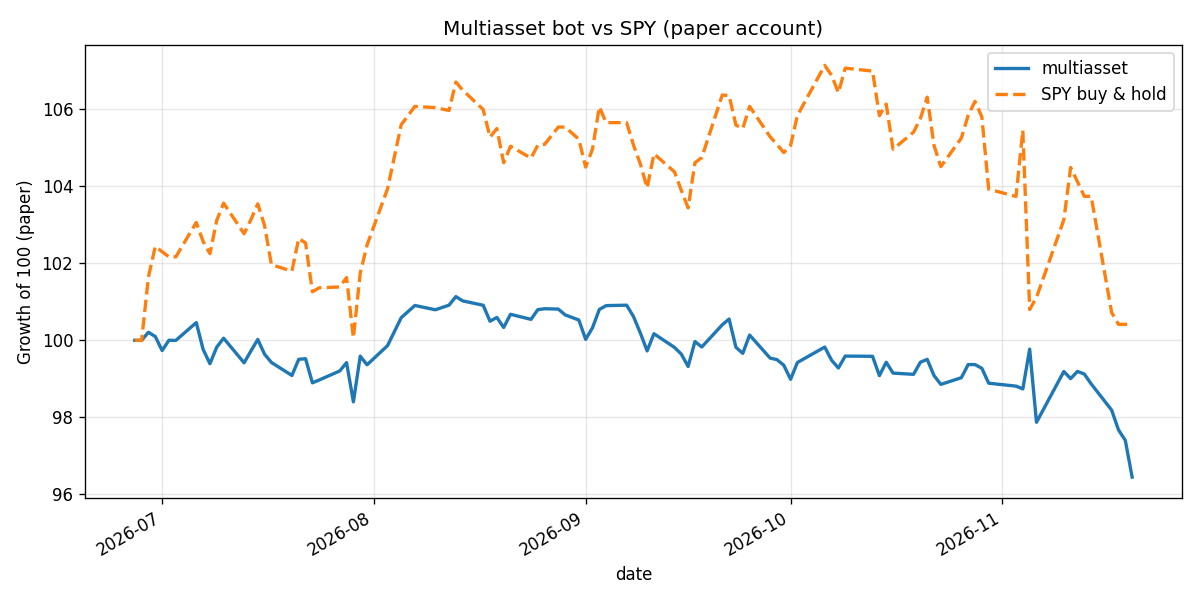 Multiasset bot vs SPY (paper account)
multiasset
SPY buy & hold
Growth of 100 (paper)
106
104
102
100
98
96
2026-07
2026-08
2026-09
2026-10
2026-11
date